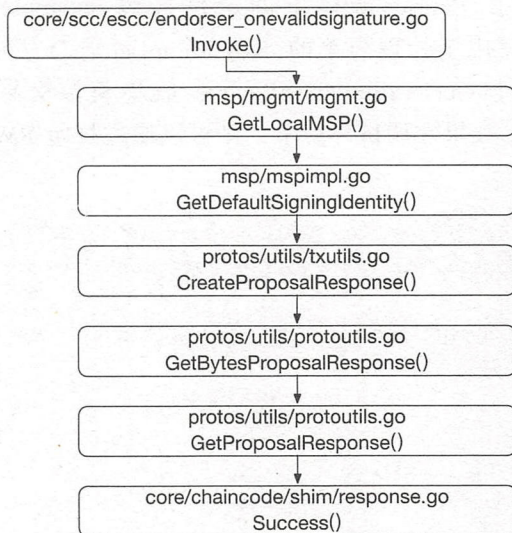 core/scc/escc/endorser_onevalidsignature.go
Invoke()
msp/mgmt/mgmt.go
GetLocalMSP()
msp/mspimpl.go
GetDefaultSigningIdentity()
protos/utils/txutils.go
CreateProposalResponse()
protos/utils/protoutils.go
GetBytesProposalResponse()
protos/utils/protoutils.go
GetProposalResponse()
core/chaincode/shim/response.go
Success()